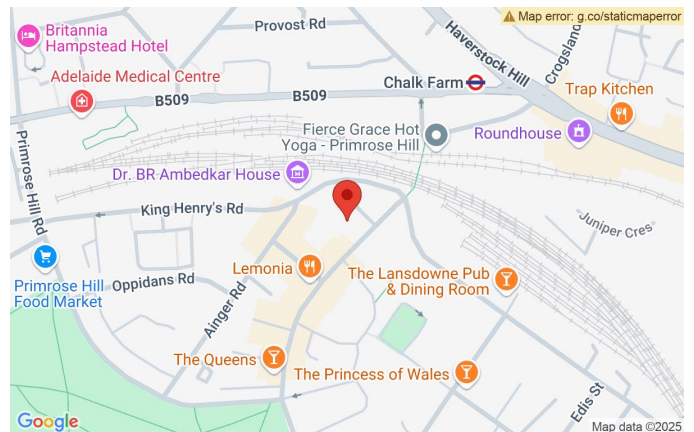 Map error: g.co/staticmaperror
Britannia
Hampstead Hotel
Provost Rd
Haverstock Hill
Crogsland
Adelaide Medical Centre
B509
B509
Chalk Farm
Trap Kitchen
Fierce Grace Hot
Yoga - Primrose Hill
Roundhouse
Primrose Hill Rd
Dr. BR Ambedkar House
King Henry's Rd
Juniper Cres
Primrose Hill
Food Market
Oppidans Rd
Lemonia
The Lansdowne Pub
& Dining Room
Ainger Rd
The Queens
The Princess of Wales
Edis St
Google
Map data ©2025